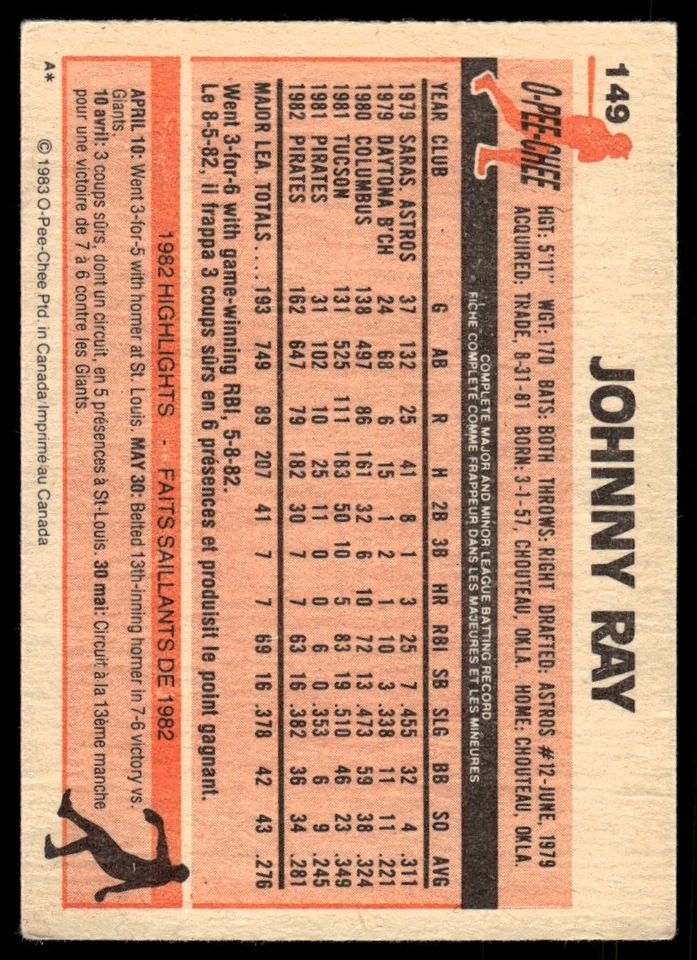 149
JOHNNY RAY
O-PEE-CHEE
HGT: 5'11" WGT: 170 BATS: BOTH THROWS: RIGHT DRAFTED: ASTROS #12-JUNE, 1979
ACQUIRED: TRADE, 8-31-81 BORN: 3-1-57, CHOUTEAU, OKLA. HOME: CHOUTEAU, OKLA.
COMPLETE MAJOR AND MINOR LEAGUE BATTING RECORD
FICHE COMPLETE COMME FRAPPEUR DANS LES MAJEURES ET LES MINEURES
YEAR CLUB G AB R H 2B 3B HR RBI SB SLG BB SO AVG
1979 SARAS. ASTROS 37 132 25 41 8 1 3 25 7 .455 32 4 .311
1979 DAYTONA B'CH 24 68 6 15 1 2 1 10 3 .338 11 11 .221
1980 COLUMBUS 138 497 86 161 32 6 10 72 13 .473 59 38 .324
1981 TUCSON 131 525 111 183 50 10 5 83 19 .510 46 23 .349
1981 PIRATES 31 102 10 25 11 0 0 6 0 .353 6 9 .245
1982 PIRATES 162 647 79 182 30 7 7 63 16 .382 36 34 .281
MAJOR LEA. TOTALS .... 193 749 89 207 41 7 7 69 16 .378 42 43 .276
Went 3-for-6 with game-winning RBI, 5-8-82.
Le 8-5-82, il frappa 3 coups sûrs en 6 présences et produisit le point gagnant.
1982 HIGHLIGHTS - FAITS SAILLANTS DE 1982
APRIL 10: Went 3-for-5 with homer at St. Louis. MAY 30: Belted 13th-inning homer in 7-6 victory vs.
Giants.
10 avril: 3 coups sûrs, dont un circuit, en 5 présences à St-Louis. 30 mai: Circuit à la 13ème manche
pour une victoire de 7 à 6 contre les Giants.
A* © 1983 O-Pee-Chee Ptd. in Canada/Imprimé au Canada